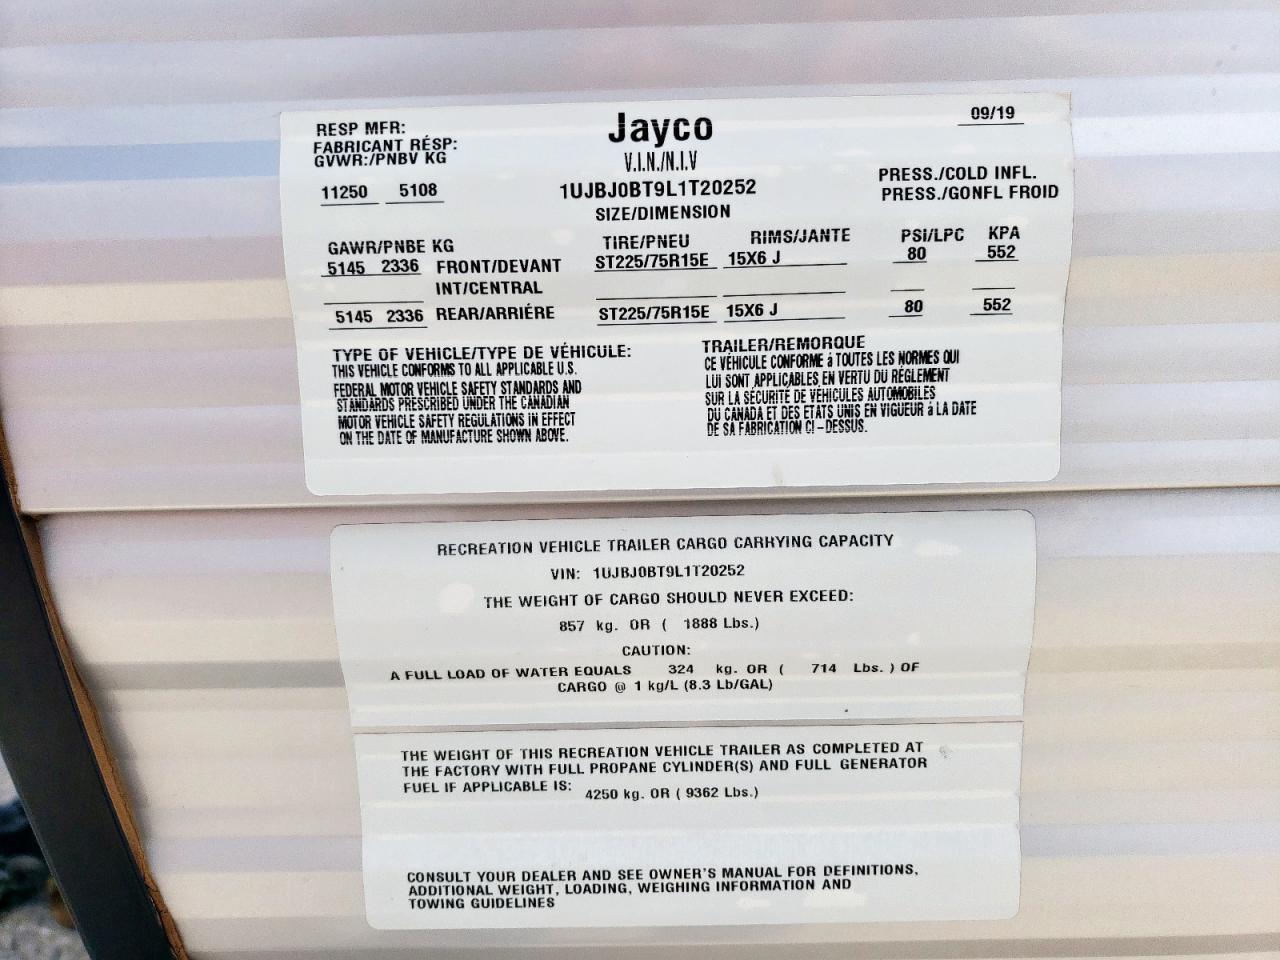 RESP MFR:
FABRICANT RÉSP:
GVWR:/PNBV KG
11250 5108
Jayco
V.I.N./N.I.V
1UJBJ0BT9L1T20252
SIZE/DIMENSION
09/19
PRESS./COLD INFL.
PRESS./GONFL FROID
GAWR/PNBE KG TIRE/PNEU RIMS/JANTE PSI/LPC KPA
5145 2336 FRONT/DEVANT ST225/75R15E 15X6 J 80 552
INT/CENTRAL
5145 2336 REAR/ARRIÉRE ST225/75R15E 15X6 J 80 552
TYPE OF VEHICLE/TYPE DE VÉHICULE:
THIS VEHICLE CONFORMS TO ALL APPLICABLE U.S.
FEDERAL MOTOR VEHICLE SAFETY STANDARDS AND
STANDARDS PRESCRIBED UNDER THE CANADIAN
MOTOR VEHICLE SAFETY REGULATIONS IN EFFECT
ON THE DATE OF MANUFACTURE SHOWN ABOVE.
TRAILER/REMORQUE
CE VÉHICULE CONFORME à TOUTES LES NORMES QUI
LUI SONT APPLICABLES EN VERTU DU RÉGLEMENT
SUR LA SÉCURITÉ DE VÉHICULES AUTOMOBILES
DU CANADA ET DES ETATS UNIS EN VIGUEUR à LA DATE
DE SA FABRICATION CI-DESSUS.
RECREATION VEHICLE TRAILER CARGO CARRYING CAPACITY
VIN: 1UJBJ0BT9L1T20252
THE WEIGHT OF CARGO SHOULD NEVER EXCEED:
857 kg. OR ( 1888 Lbs.)
CAUTION:
A FULL LOAD OF WATER EQUALS 324 kg. OR ( 714 Lbs. ) OF
CARGO @ 1 kg/L (8.3 Lb/GAL)
THE WEIGHT OF THIS RECREATION VEHICLE TRAILER AS COMPLETED AT
THE FACTORY WITH FULL PROPANE CYLINDER(S) AND FULL GENERATOR
FUEL IF APPLICABLE IS: 4250 kg. OR ( 9362 Lbs.)
CONSULT YOUR DEALER AND SEE OWNER'S MANUAL FOR DEFINITIONS,
ADDITIONAL WEIGHT, LOADING, WEIGHING INFORMATION AND
TOWING GUIDELINES